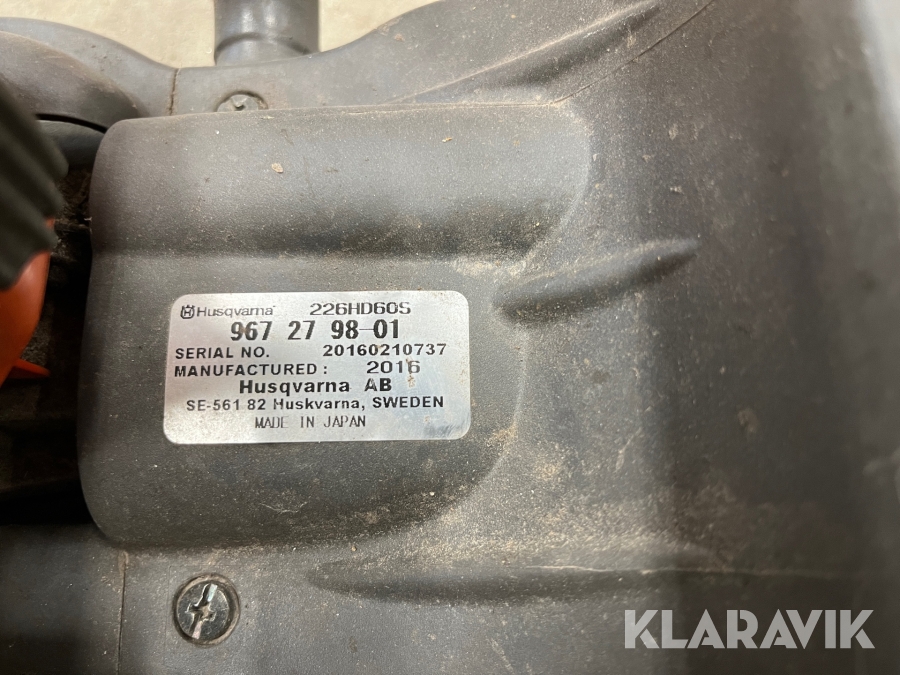 Husqvarna 226HD60S
967 27 98-01
SERIAL NO. 20160210737
MANUFACTURED : 2016
Husqvarna AB
SE-561 82 Huskvarna, SWEDEN
MADE IN JAPAN
KLARAVIK